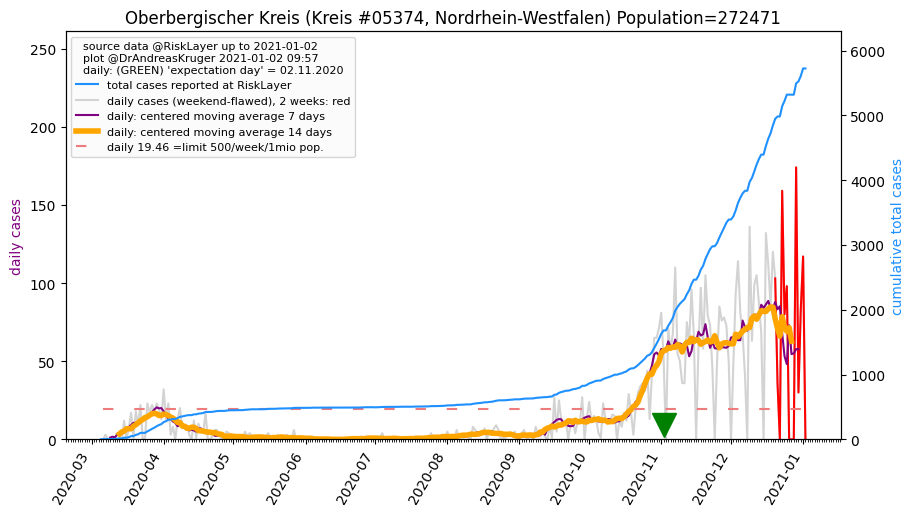 Oberbergischer Kreis (Kreis #05374, Nordrhein-Westfalen) Population=272471
source data @RiskLayer up to 2021-01-02
plot @DrAndreasKruger 2021-01-02 09:57
daily: (GREEN) 'expectation day' = 02.11.2020
total cases reported at RiskLayer
daily cases (weekend-flawed), 2 weeks: red
daily: centered moving average 7 days
daily: centered moving average 14 days
daily 19.46 =limit 500/week/1mio pop.
daily cases
250
200
150
100
50
0
cumulative total cases
6000
5000
4000
3000
2000
1000
0
2020-03
2020-04
2020-05
2020-06
2020-07
2020-08
2020-09
2020-10
2020-11
2020-12
2021-01